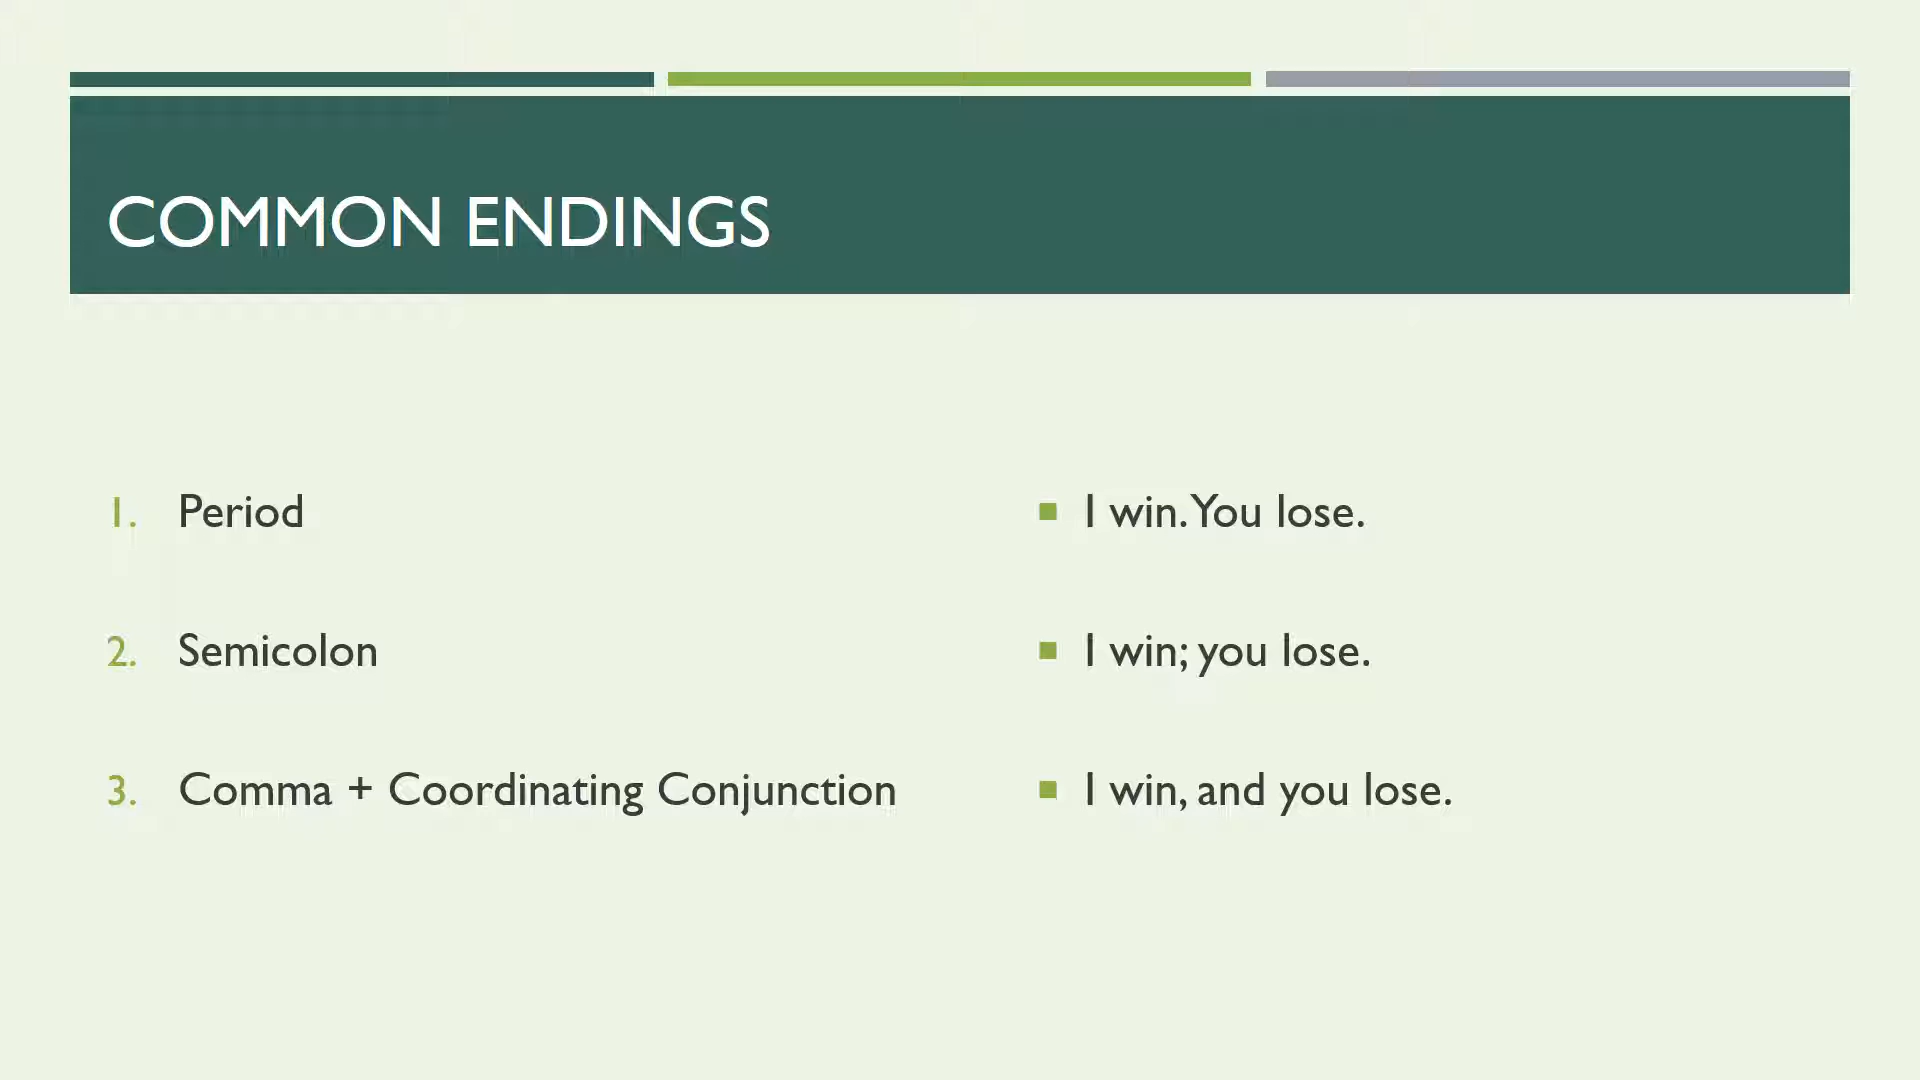 COMMON ENDINGS
1. Period
I win. You lose.
2. Semicolon
I win; you lose.
3. Comma + Coordinating Conjunction
I win, and you lose.